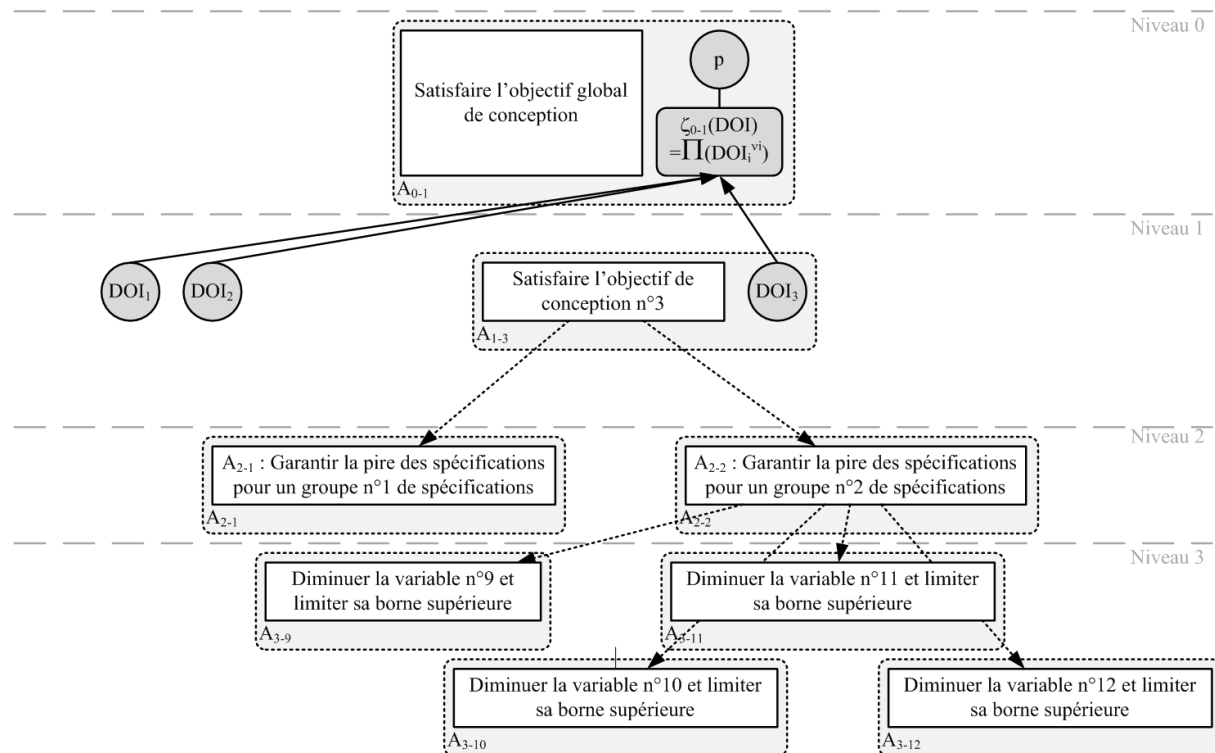 Niveau 0
Satisfaire l'objectif global
de conception
p
ζ0-1(DOI)
=∏(DOIi^νi)
A0-1
Niveau 1
DOI1
DOI2
Satisfaire l'objectif de
conception n°3
DOI3
A1-3
Niveau 2
A2-1 : Garantir la pire des spécifications
pour un groupe n°1 de spécifications
A2-1
A2-2 : Garantir la pire des spécifications
pour un groupe n°2 de spécifications
A2-2
Niveau 3
Diminuer la variable n°9 et
limiter sa borne supérieure
A3-9
Diminuer la variable n°11 et limiter
sa borne supérieure
A3-11
Diminuer la variable n°10 et limiter
sa borne supérieure
A3-10
Diminuer la variable n°12 et limiter
sa borne supérieure
A3-12